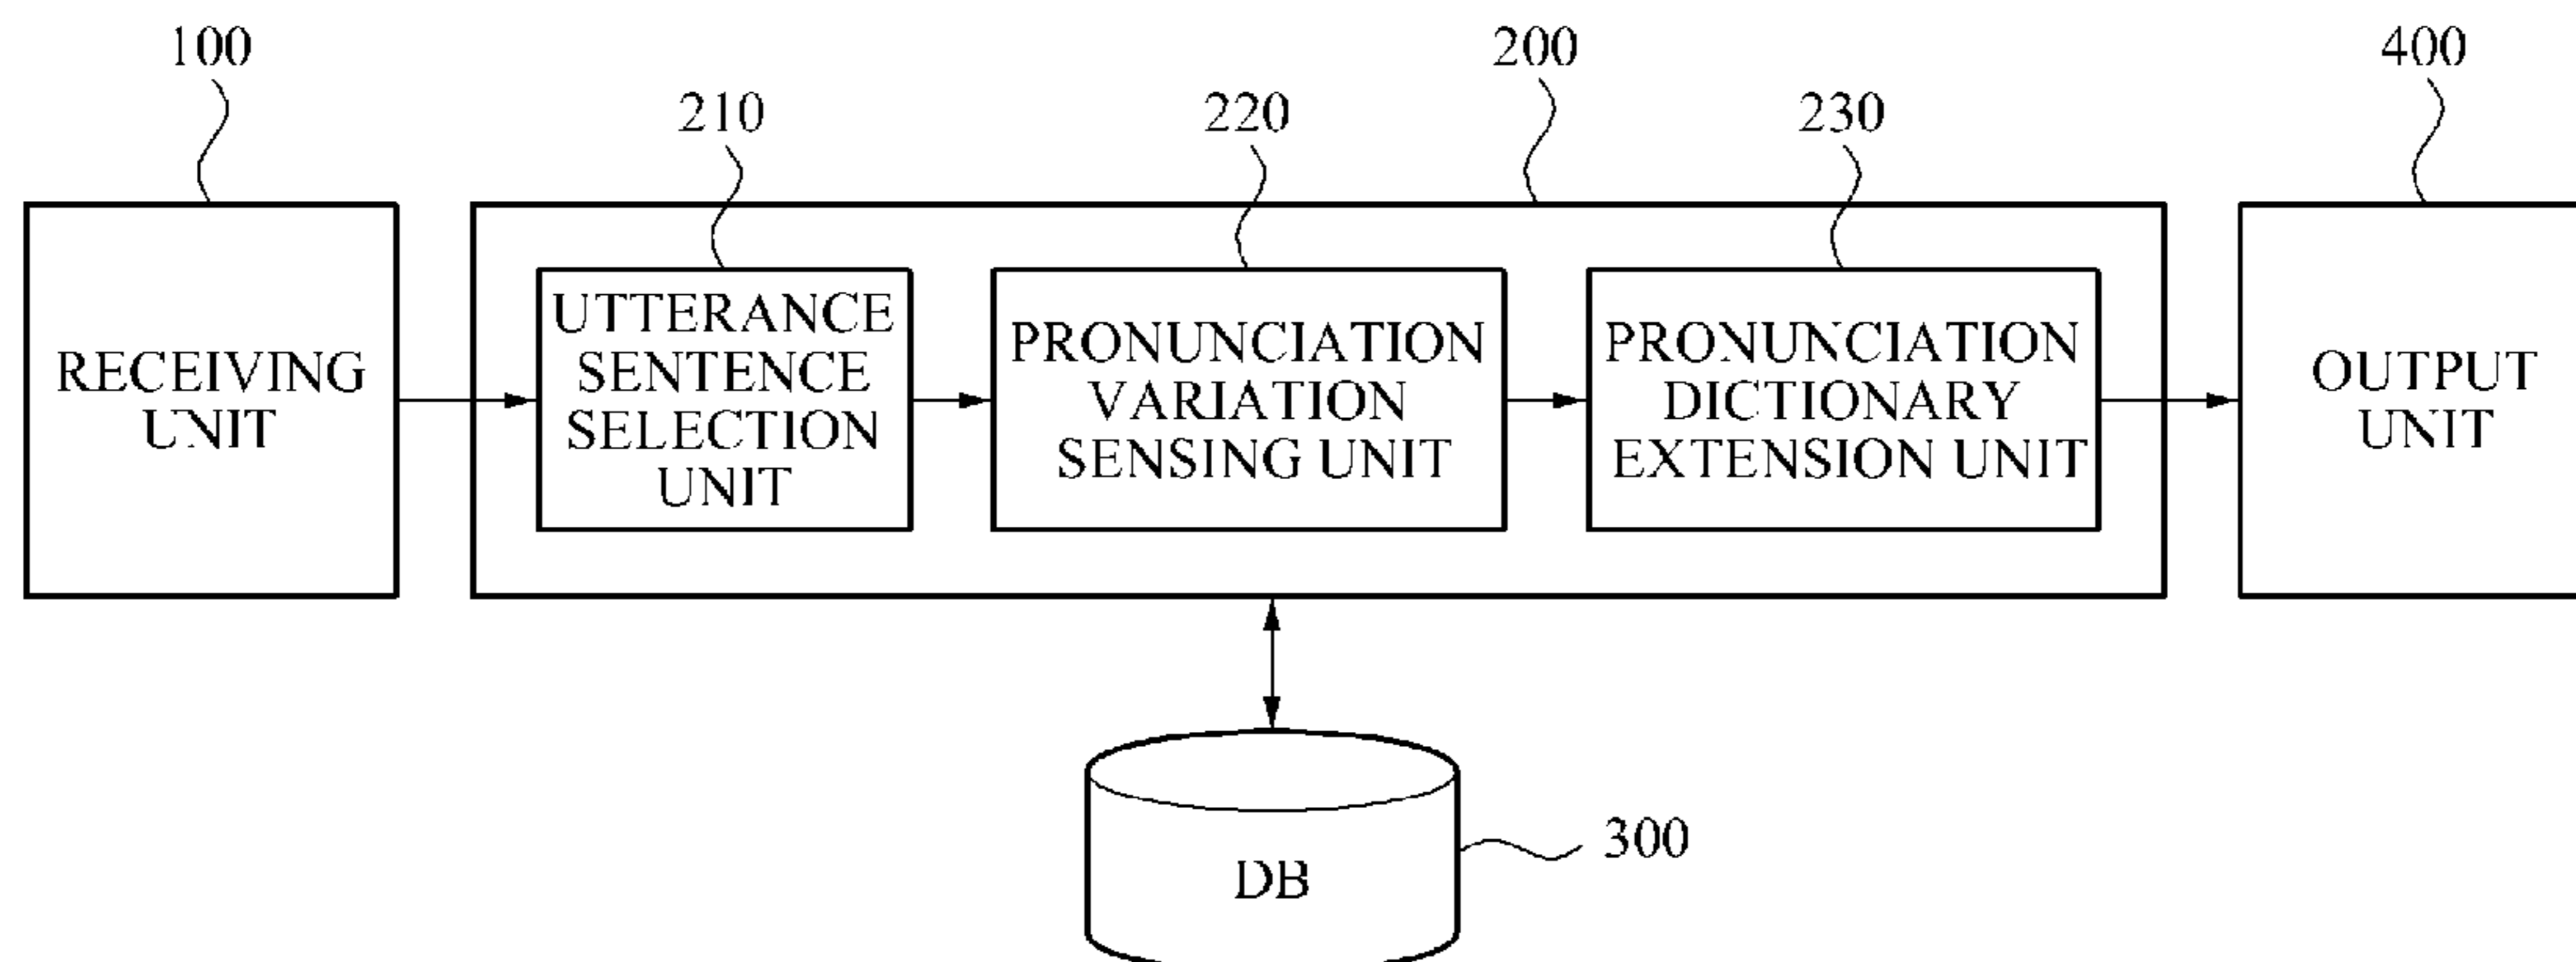 100
200
400
210
220
230
RECEIVING
UNIT
UTTERANCE
SENTENCE
SELECTION
UNIT
PRONUNCIATION
VARIATION
SENSING UNIT
PRONUNCIATION
DICTIONARY
EXTENSION UNIT
OUTPUT
UNIT
DB
300